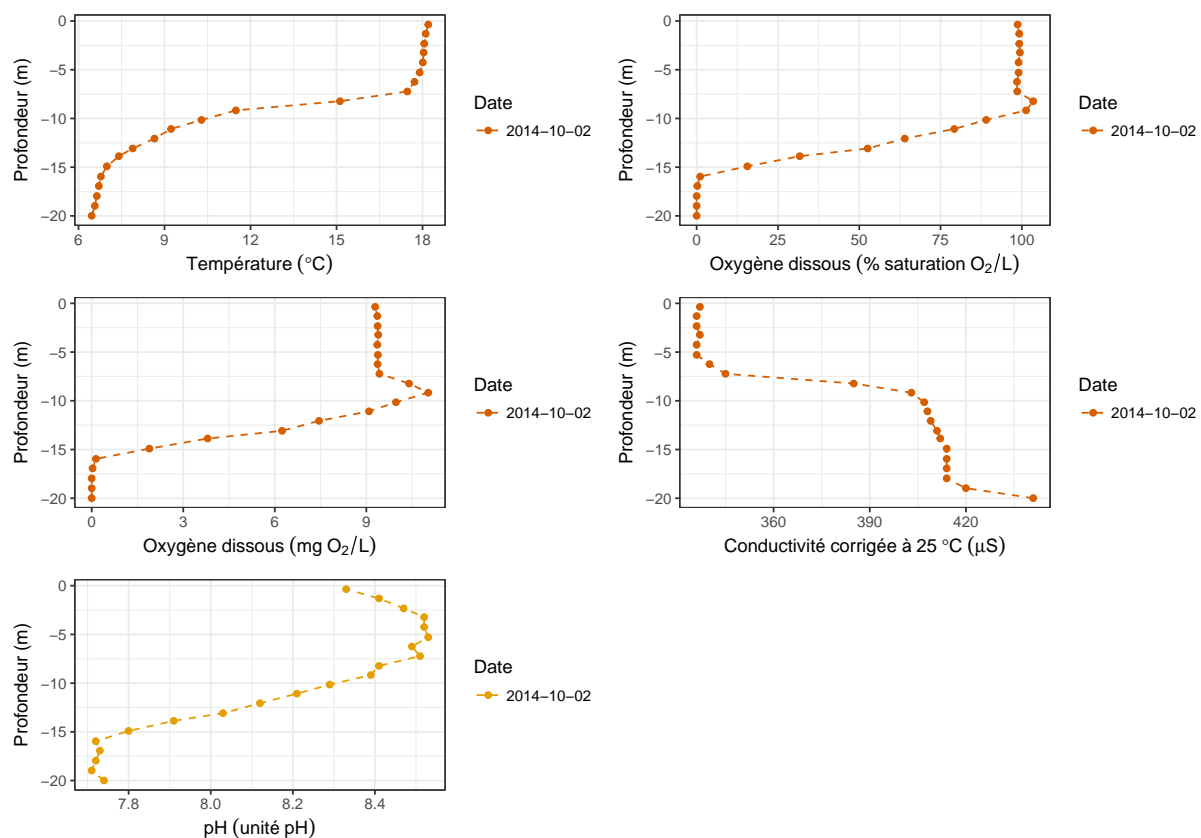 0
−5
−10
−15
−20
6 9 12 15 18
Profondeur (m)
Température (°C)
Date
2014−10−02
0
−5
−10
−15
−20
0 25 50 75 100
Profondeur (m)
Oxygène dissous (% saturation O₂/L)
Date
2014−10−02
0
−5
−10
−15
−20
0 3 6 9
Profondeur (m)
Oxygène dissous (mg O₂/L)
Date
2014−10−02
0
−5
−10
−15
−20
360 390 420
Profondeur (m)
Conductivité corrigée à 25 °C (µS)
Date
2014−10−02
0
−5
−10
−15
−20
7.8 8.0 8.2 8.4
Profondeur (m)
pH (unité pH)
Date
2014−10−02